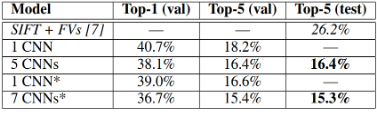 Model Top-1 (val) Top-5 (val) Top-5 (test)
SIFT + FVs [7] — — 26.2%
1 CNN 40.7% 18.2% —
5 CNNs 38.1% 16.4% 16.4%
1 CNN* 39.0% 16.6% —
7 CNNs* 36.7% 15.4% 15.3%